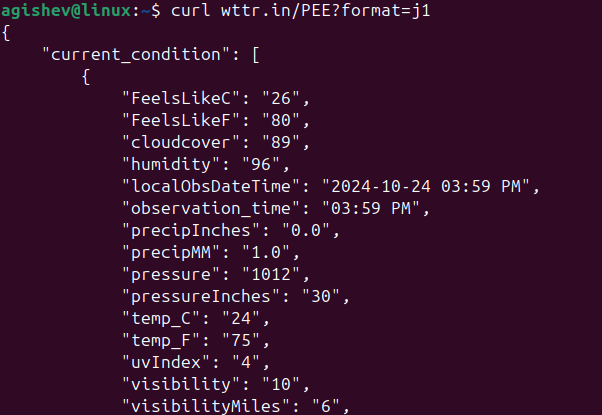 agishev@linux:~$ curl wttr.in/PEE?format=j1
{
    "current_condition": [
        {
            "FeelsLikeC": "26",
            "FeelsLikeF": "80",
            "cloudcover": "89",
            "humidity": "96",
            "localObsDateTime": "2024-10-24 03:59 PM",
            "observation_time": "03:59 PM",
            "precipInches": "0.0",
            "precipMM": "1.0",
            "pressure": "1012",
            "pressureInches": "30",
            "temp_C": "24",
            "temp_F": "75",
            "uvIndex": "4",
            "visibility": "10",
            "visibilityMiles": "6",